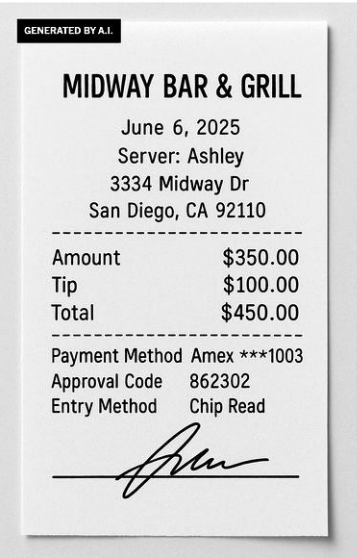 GENERATED BY A.I.
MIDWAY BAR & GRILL
June 6, 2025
Server: Ashley
3334 Midway Dr
San Diego, CA 92110
Amount $350.00
Tip $100.00
Total $450.00
Payment Method Amex ***1003
Approval Code 862302
Entry Method Chip Read